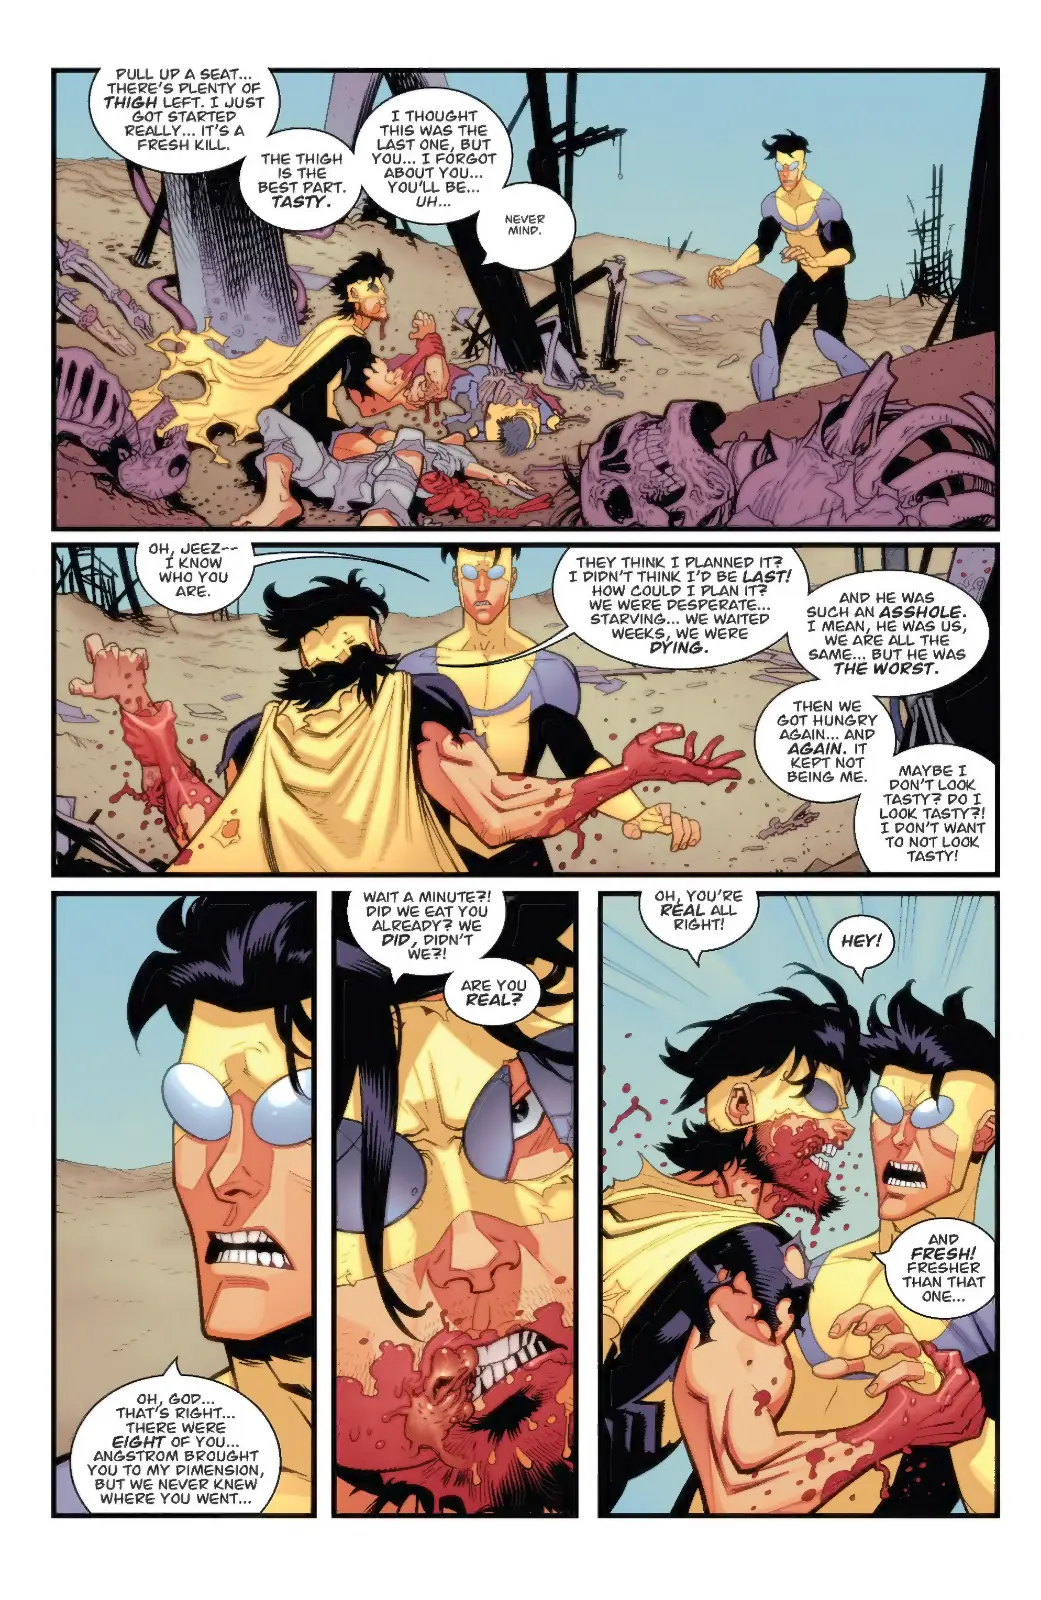 PULL UP A SEAT...
THERE'S PLENTY OF
THIGH LEFT. I JUST
GOT STARTED
REALLY... IT'S A
FRESH KILL.
THE THIGH
IS THE
BEST PART.
TASTY.
I THOUGHT
THIS WAS THE
LAST ONE, BUT
YOU... I FORGOT
ABOUT YOU...
YOU'LL BE...
UH...
NEVER
MIND.
OH, JEEZ--
I KNOW
WHO YOU
ARE.
THEY THINK I PLANNED IT?
I DIDN'T THINK I'D BE LAST!
HOW COULD I PLAN IT?
WE WERE DESPERATE...
STARVING... WE WAITED
WEEKS, WE WERE
DYING.
AND HE WAS
SUCH AN ASSHOLE.
I MEAN, HE WAS US,
WE ARE ALL THE
SAME... BUT HE WAS
THE WORST.
THEN WE
GOT HUNGRY
AGAIN... AND
AGAIN. IT
KEPT NOT
BEING ME.
MAYBE I
DON'T LOOK
TASTY? DO I
LOOK TASTY?!
I DON'T WANT
TO NOT LOOK
TASTY!
OH, GOD...
THAT'S RIGHT...
THERE WERE
EIGHT OF YOU...
ANGSTROM BROUGHT
YOU TO MY DIMENSION,
BUT WE NEVER KNEW
WHERE YOU WENT...
WAIT A MINUTE?!
DID WE EAT YOU
ALREADY? WE
DID, DIDN'T
WE?!
ARE YOU
REAL?
OH, YOU'RE
REAL ALL
RIGHT!
HEY!
AND
FRESH!
FRESHER
THAN THAT
ONE...